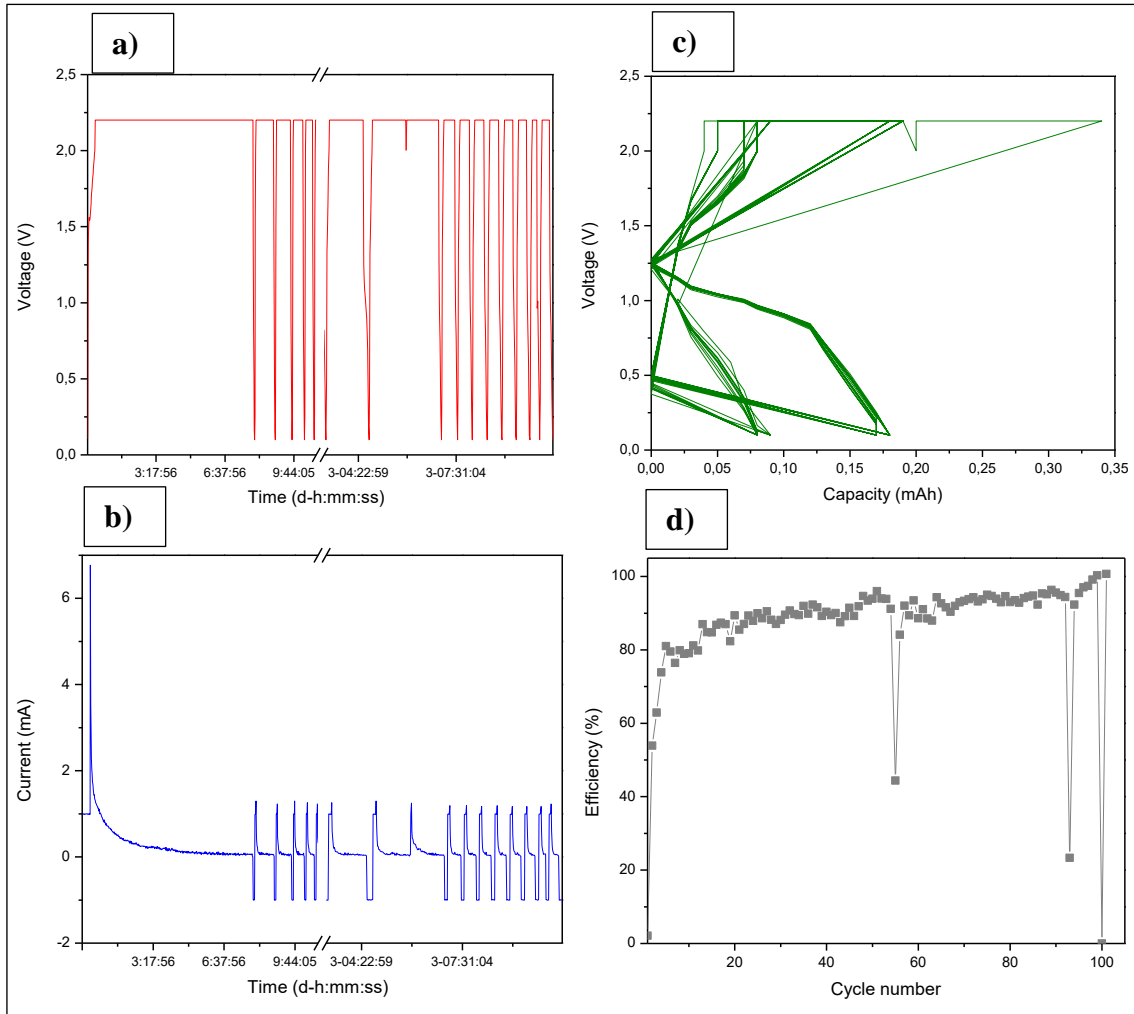 a)
2,5
2,0
1,5
1,0
0,5
0,0
Voltage (V)
3:17:56 6:37:56 9:44:05 3-04:22:59 3-07:31:04
Time (d-h:mm:ss)
c)
2,5
2,0
1,5
1,0
0,5
0,0
Voltage (V)
0,00 0,05 0,10 0,15 0,20 0,25 0,30 0,35
Capacity (mAh)
b)
6
4
2
0
-2
Current (mA)
3:17:56 6:37:56 9:44:05 3-04:22:59 3-07:31:04
Time (d-h:mm:ss)
d)
100
80
60
40
20
0
Efficiency (%)
20 40 60 80 100
Cycle number